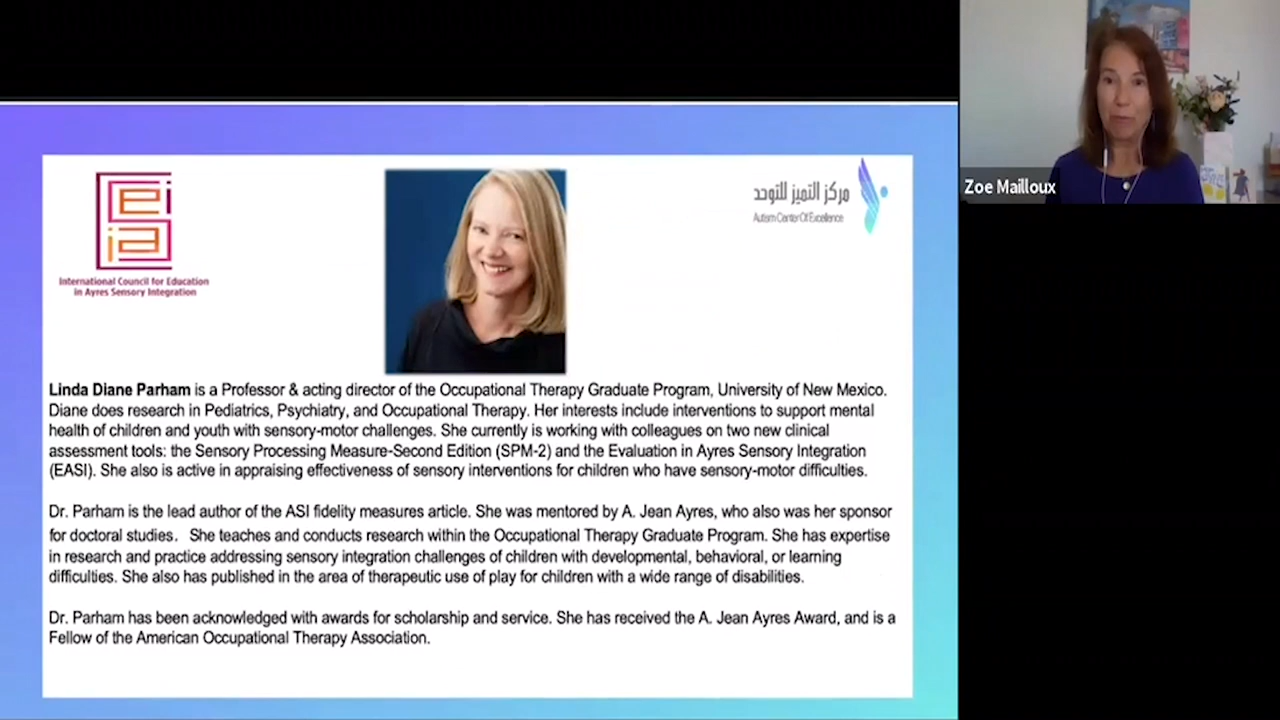 ei
ia
International Council for Education
in Ayres Sensory Integration
مركز التميز للتوحد
Autism Center Of Excellence
Zoe Mailloux
Linda Diane Parham is a Professor & acting director of the Occupational Therapy Graduate Program, University of New Mexico.
Diane does research in Pediatrics, Psychiatry, and Occupational Therapy. Her interests include interventions to support mental
health of children and youth with sensory-motor challenges. She currently is working with colleagues on two new clinical
assessment tools: the Sensory Processing Measure-Second Edition (SPM-2) and the Evaluation in Ayres Sensory Integration
(EASI). She also is active in appraising effectiveness of sensory interventions for children who have sensory-motor difficulties.
Dr. Parham is the lead author of the ASI fidelity measures article. She was mentored by A. Jean Ayres, who also was her sponsor
for doctoral studies. She teaches and conducts research within the Occupational Therapy Graduate Program. She has expertise
in research and practice addressing sensory integration challenges of children with developmental, behavioral, or learning
difficulties. She also has published in the area of therapeutic use of play for children with a wide range of disabilities.
Dr. Parham has been acknowledged with awards for scholarship and service. She has received the A. Jean Ayres Award, and is a
Fellow of the American Occupational Therapy Association.